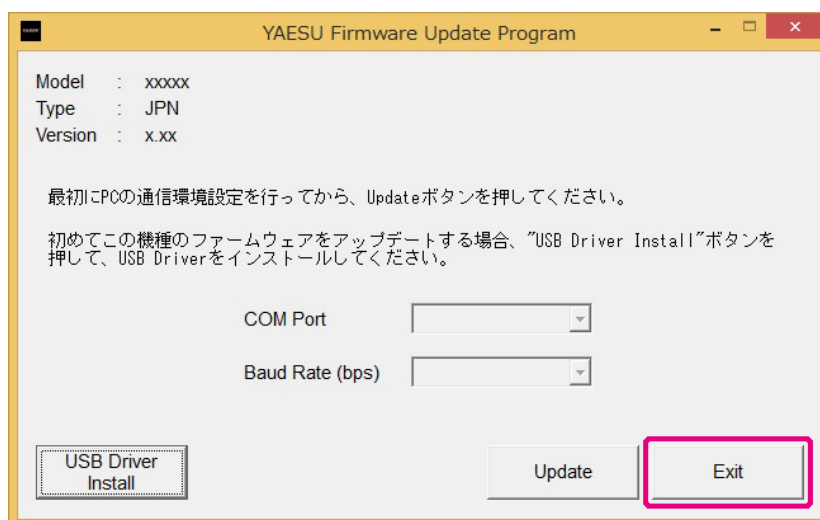 YAESU Firmware Update Program
Model : xxxxx
Type : JPN
Version : x.xx
最初にPCの通信環境設定を行ってから、Updateボタンを押してください。
初めてこの機種のファームウェアをアップデートする場合、"USB Driver Install"ボタンを
押して、USB Driverをインストールしてください。
COM Port
Baud Rate (bps)
USB Driver
Install
Update
Exit